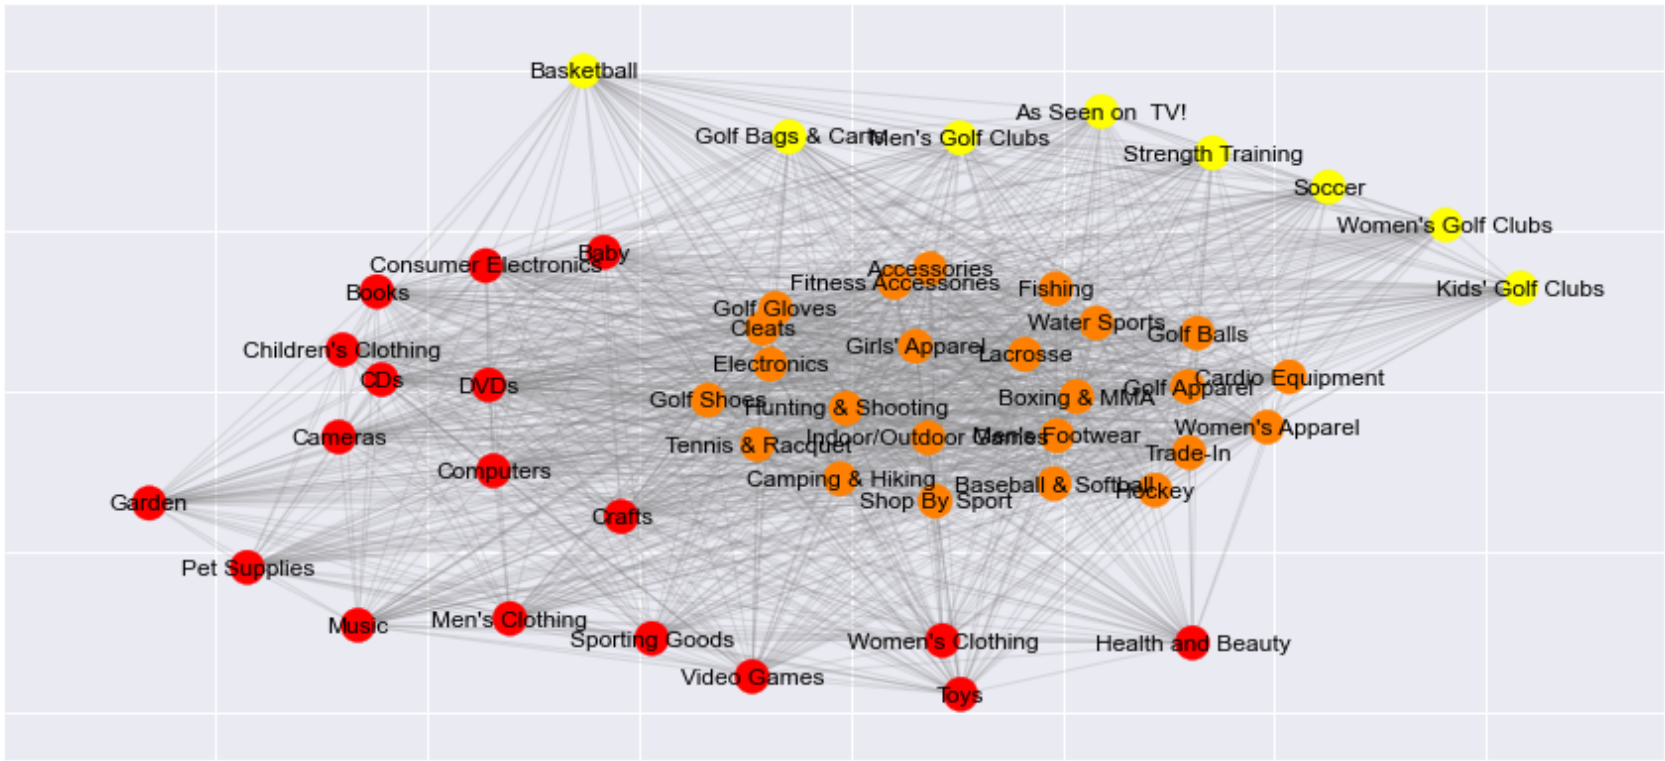 Basketball
As Seen on  TV!
Golf Bags & Carts
Men's Golf Clubs
Strength Training
Soccer
Women's Golf Clubs
Baby
Consumer Electronics
Accessories
Fitness Accessories
Books
Fishing
Kids' Golf Clubs
Golf Gloves
Cleats
Water Sports
Golf Balls
Children's Clothing
Girls' Apparel
Lacrosse
Electronics
CDs
DVDs
Golf Apparel
Cardio Equipment
Golf Shoes
Hunting & Shooting
Boxing & MMA
Women's Apparel
Cameras
Tennis & Racquet
Indoor/Outdoor Games
Men's Footwear
Trade-In
Computers
Camping & Hiking
Baseball & Softball
Hockey
Garden
Shop By Sport
Crafts
Pet Supplies
Music
Men's Clothing
Sporting Goods
Women's Clothing
Health and Beauty
Video Games
Toys